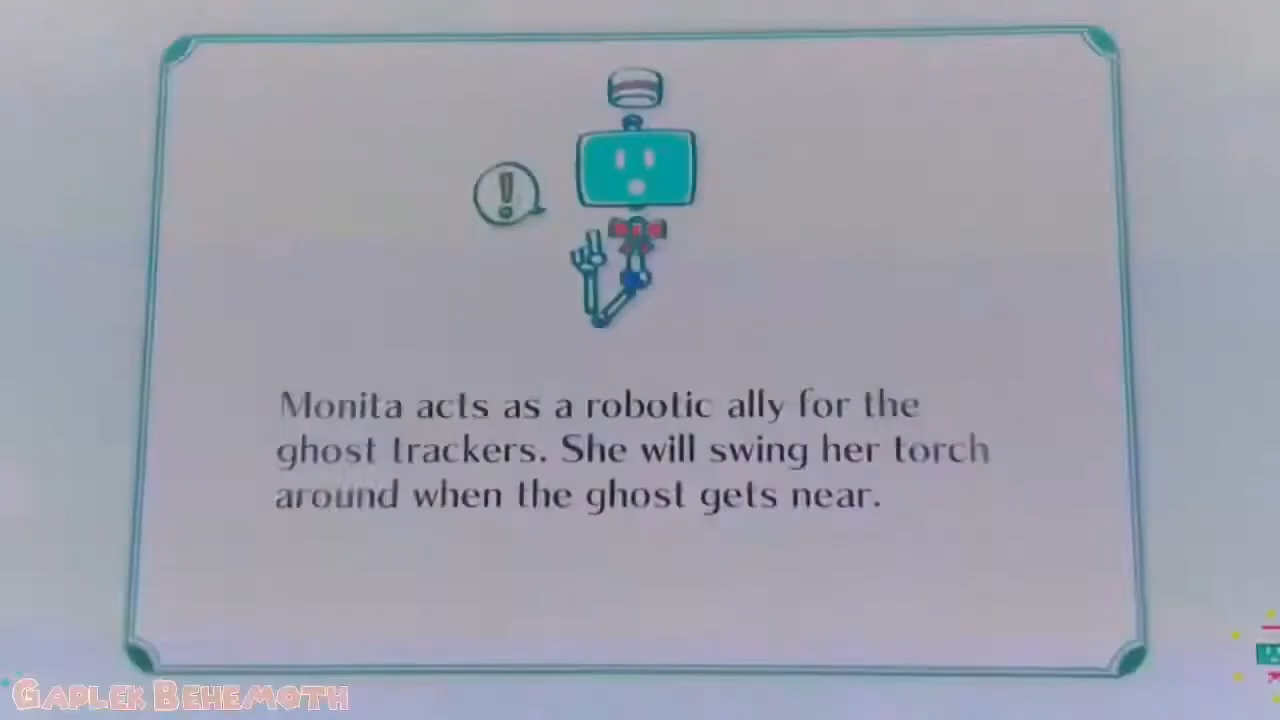 !
Monita acts as a robotic ally for the
ghost trackers. She will swing her torch
around when the ghost gets near.
GAPLEK BEHEMOTH